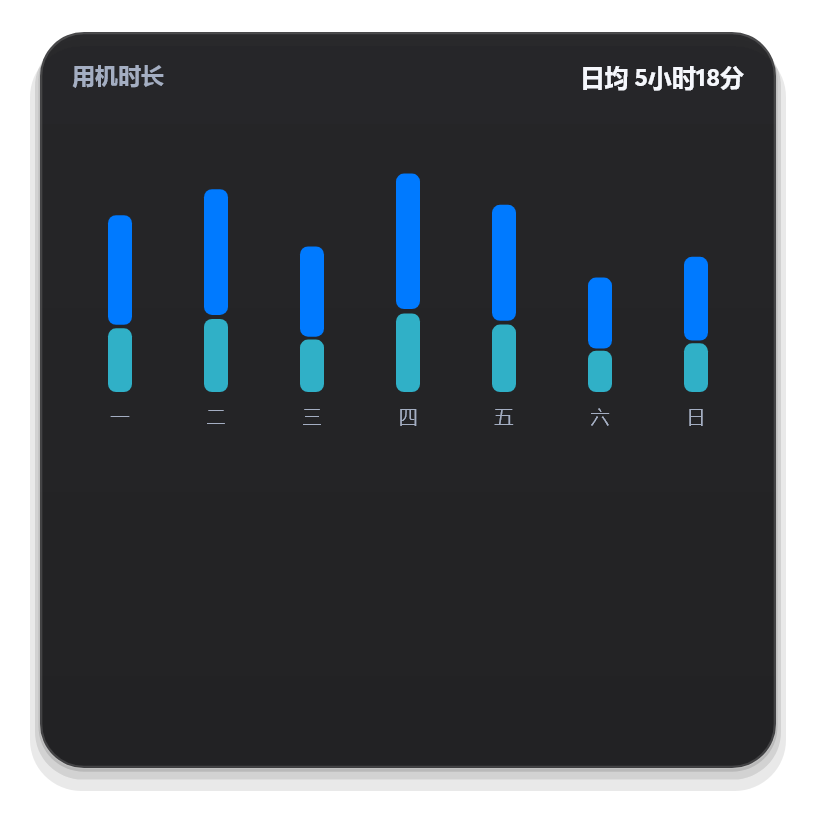 用机时长
日均 5小时18分
一 二 三 四 五 六 日